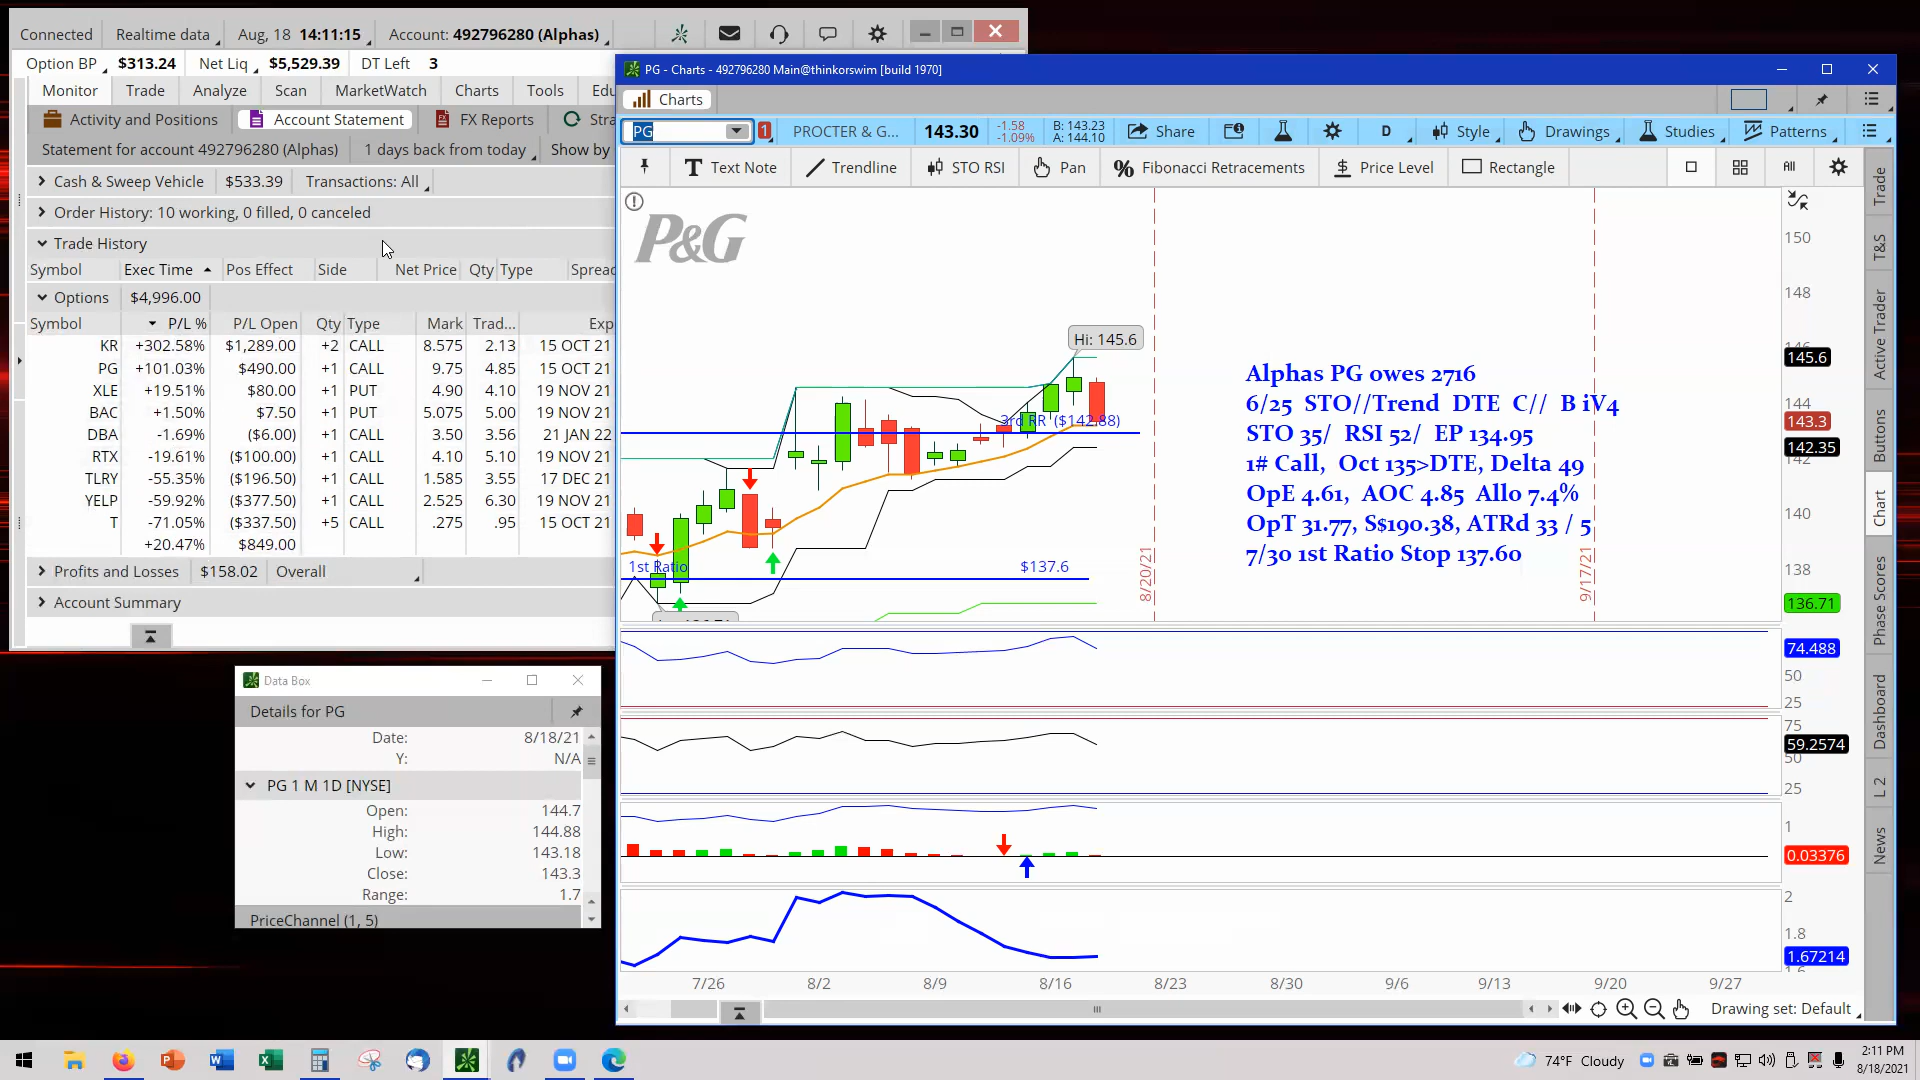 Connected Realtime data Aug, 18 14:11:15 Account: 492796280 (Alphas)
Option BP $313.24 Net Liq $5,529.39 DT Left 3
Monitor Trade Analyze Scan MarketWatch Charts Tools Edu
Activity and Positions Account Statement FX Reports Stra
Statement for account 492796280 (Alphas) 1 days back from today Show by
Cash & Sweep Vehicle $533.39 Transactions: All
Order History: 10 working, 0 filled, 0 canceled
Trade History
Symbol Exec Time Pos Effect Side Net Price Qty Type Spread
Options $4,996.00
Symbol P/L % P/L Open Qty Type Mark Trad... Exp
KR +302.58% $1,289.00 +2 CALL 8.575 2.13 15 OCT 21
PG +101.03% $490.00 +1 CALL 9.75 4.85 15 OCT 21
XLE +19.51% $80.00 +1 PUT 4.90 4.10 19 NOV 21
BAC +1.50% $7.50 +1 PUT 5.075 5.00 19 NOV 21
DBA -1.69% ($6.00) +1 CALL 3.50 3.56 21 JAN 22
RTX -19.61% ($100.00) +1 CALL 4.10 5.10 19 NOV 21
TLRY -55.35% ($196.50) +1 CALL 1.585 3.55 17 DEC 21
YELP -59.92% ($377.50) +1 CALL 2.525 6.30 19 NOV 21
T -71.05% ($337.50) +5 CALL .275 .95 15 OCT 21
+20.47% $849.00
Profits and Losses $158.02 Overall
Account Summary
Data Box
Details for PG
Date: 8/18/21
Y: N/A
PG 1 M 1D [NYSE]
Open: 144.7
High: 144.88
Low: 143.18
Close: 143.3
Range: 1.7
PriceChannel (1, 5)
PG - Charts - 492796280 Main@thinkorswim [build 1970]
Charts
PG 1 PROCTER & G... 143.30 -1.58 -1.09% B: 143.23 A: 144.10 Share D Style Drawings Studies Patterns
Text Note Trendline STO RSI Pan Fibonacci Retracements Price Level Rectangle All
P&G
Hi: 145.6
3rd RR ($142.88)
1st Ratio $137.6
8/20/21
9/17/21
Alphas PG owes 2716
6/25 STO//Trend DTE C// B iV4
STO 35/ RSI 52/ EP 134.95
1# Call, Oct 135>DTE, Delta 49
OpE 4.61, AOC 4.85 Allo 7.4%
OpT 31.77, S$190.38, ATRd 33 / 5
7/30 1st Ratio Stop 137.60
150
148
145.6
144
143.3
142.35
142
140
138
136.71
74.488
50
25
75
59.2574
50
25
1
0.03376
2
1.8
1.67214
7/26 8/2 8/9 8/16 8/23 8/30 9/6 9/13 9/20 9/27
Drawing set: Default
Trade
T&S
Active Trader
Buttons
Chart
Phase Scores
Dashboard
L 2
News
74°F Cloudy
2:11 PM
8/18/2021